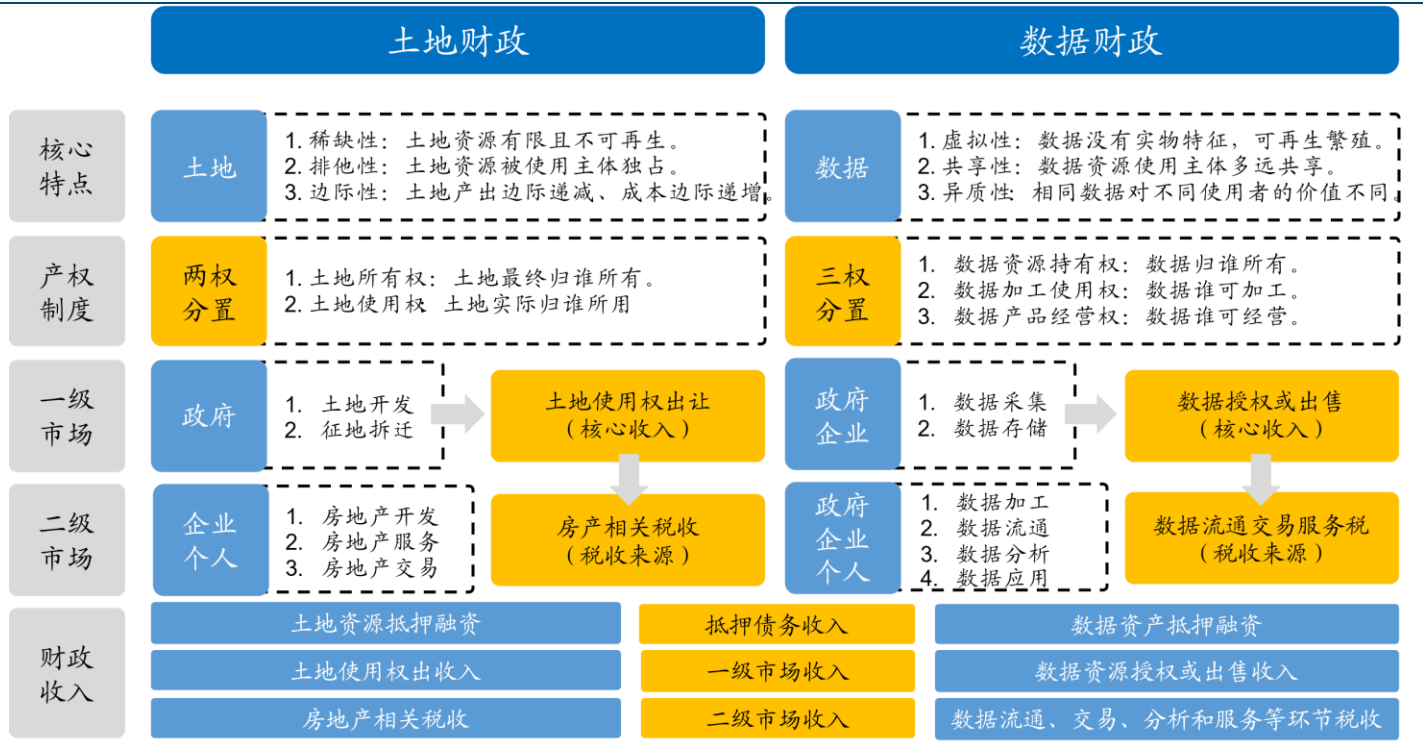 土地财政
数据财政
核心
特点
土地
1. 稀缺性：土地资源有限且不可再生。
2. 排他性：土地资源被使用主体独占。
3. 边际性：土地产出边际递减、成本边际递增。
数据
1. 虚拟性：数据没有实物特征，可再生繁殖。
2. 共享性：数据资源使用主体多远共享。
3. 异质性：相同数据对不同使用者的价值不同。
产权
制度
两权
分置
1. 土地所有权：土地最终归谁所有。
2. 土地使用权 土地实际归谁所用
三权
分置
1. 数据资源持有权：数据归谁所有。
2. 数据加工使用权：数据谁可加工。
3. 数据产品经营权：数据谁可经营。
一级
市场
政府
1. 土地开发
2. 征地拆迁
土地使用权出让
（核心收入）
政府
企业
1. 数据采集
2. 数据存储
数据授权或出售
（核心收入）
二级
市场
企业
个人
1. 房地产开发
2. 房地产服务
3. 房地产交易
房产相关税收
（税收来源）
政府
企业
个人
1. 数据加工
2. 数据流通
3. 数据分析
4. 数据应用
数据流通交易服务税
（税收来源）
财政
收入
土地资源抵押融资
抵押债务收入
数据资产抵押融资
土地使用权出收入
一级市场收入
数据资源授权或出售收入
房地产相关税收
二级市场收入
数据流通、交易、分析和服务等环节税收